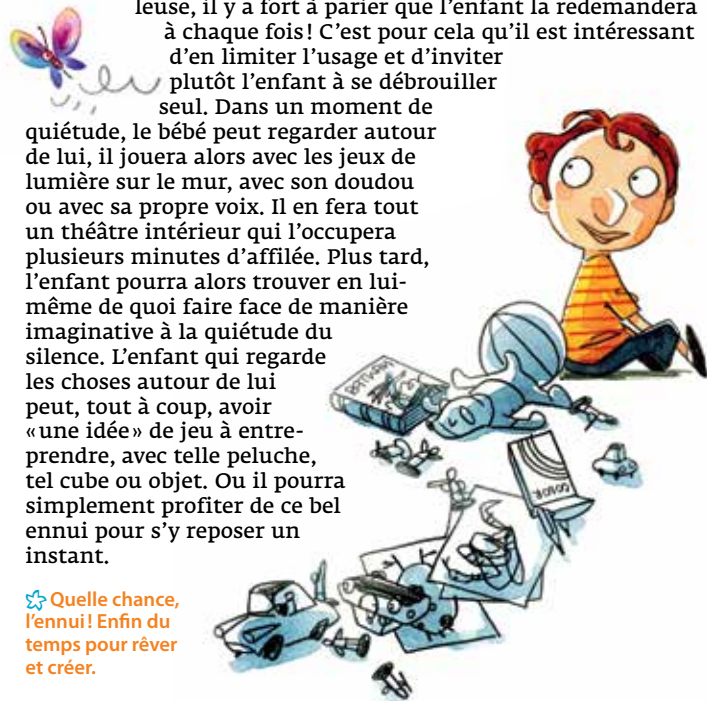 leuse, il y a fort à parier que l’enfant la redemandera
à chaque fois! C’est pour cela qu’il est intéressant
d’en limiter l’usage et d’inviter
plutôt l’enfant à se débrouiller
seul. Dans un moment de
quiétude, le bébé peut regarder autour
de lui, il jouera alors avec les jeux de
lumière sur le mur, avec son doudou
ou avec sa propre voix. Il en fera tout
un théâtre intérieur qui l’occupera
plusieurs minutes d’affilée. Plus tard,
l’enfant pourra alors trouver en lui-
même de quoi faire face de manière
imaginative à la quiétude du
silence. L’enfant qui regarde
les choses autour de lui
peut, tout à coup, avoir
«une idée» de jeu à entre-
prendre, avec telle peluche,
tel cube ou objet. Ou il pourra
simplement profiter de ce bel
ennui pour s’y reposer un
instant.
COLOR
Quelle chance,
l’ennui! Enfin du
temps pour rêver
et créer.